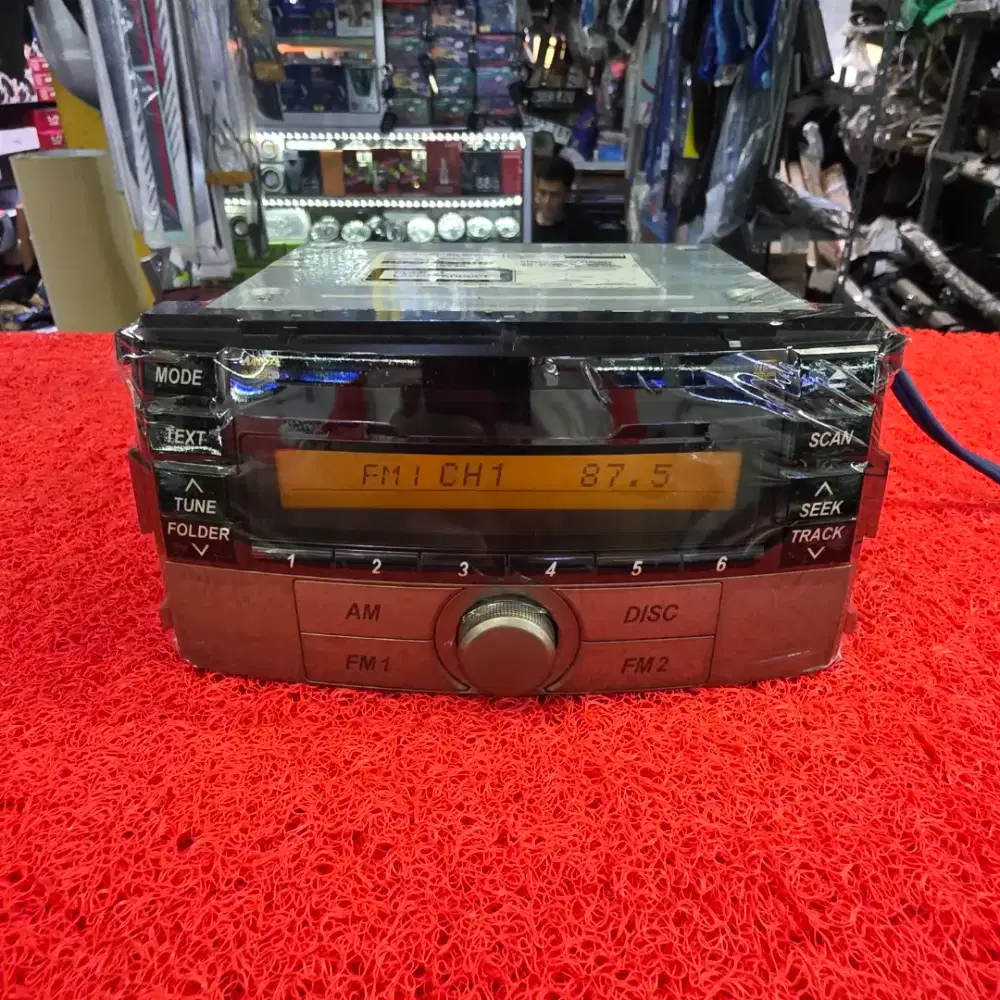 MODE
TEXT
SCAN
FM1 CH1 87.5
TUNE
FOLDER
SEEK
TRACK
1 2 3 4 5 6
AM
DISC
FM1
FM2